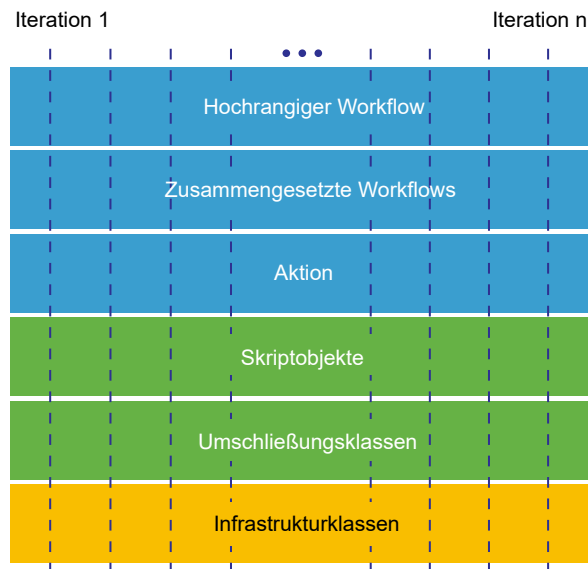 Iteration 1
Iteration n
...
Hochrangiger Workflow
Zusammengesetzte Workflows
Aktion
Skriptobjekte
Umschließungsklassen
Infrastrukturklassen